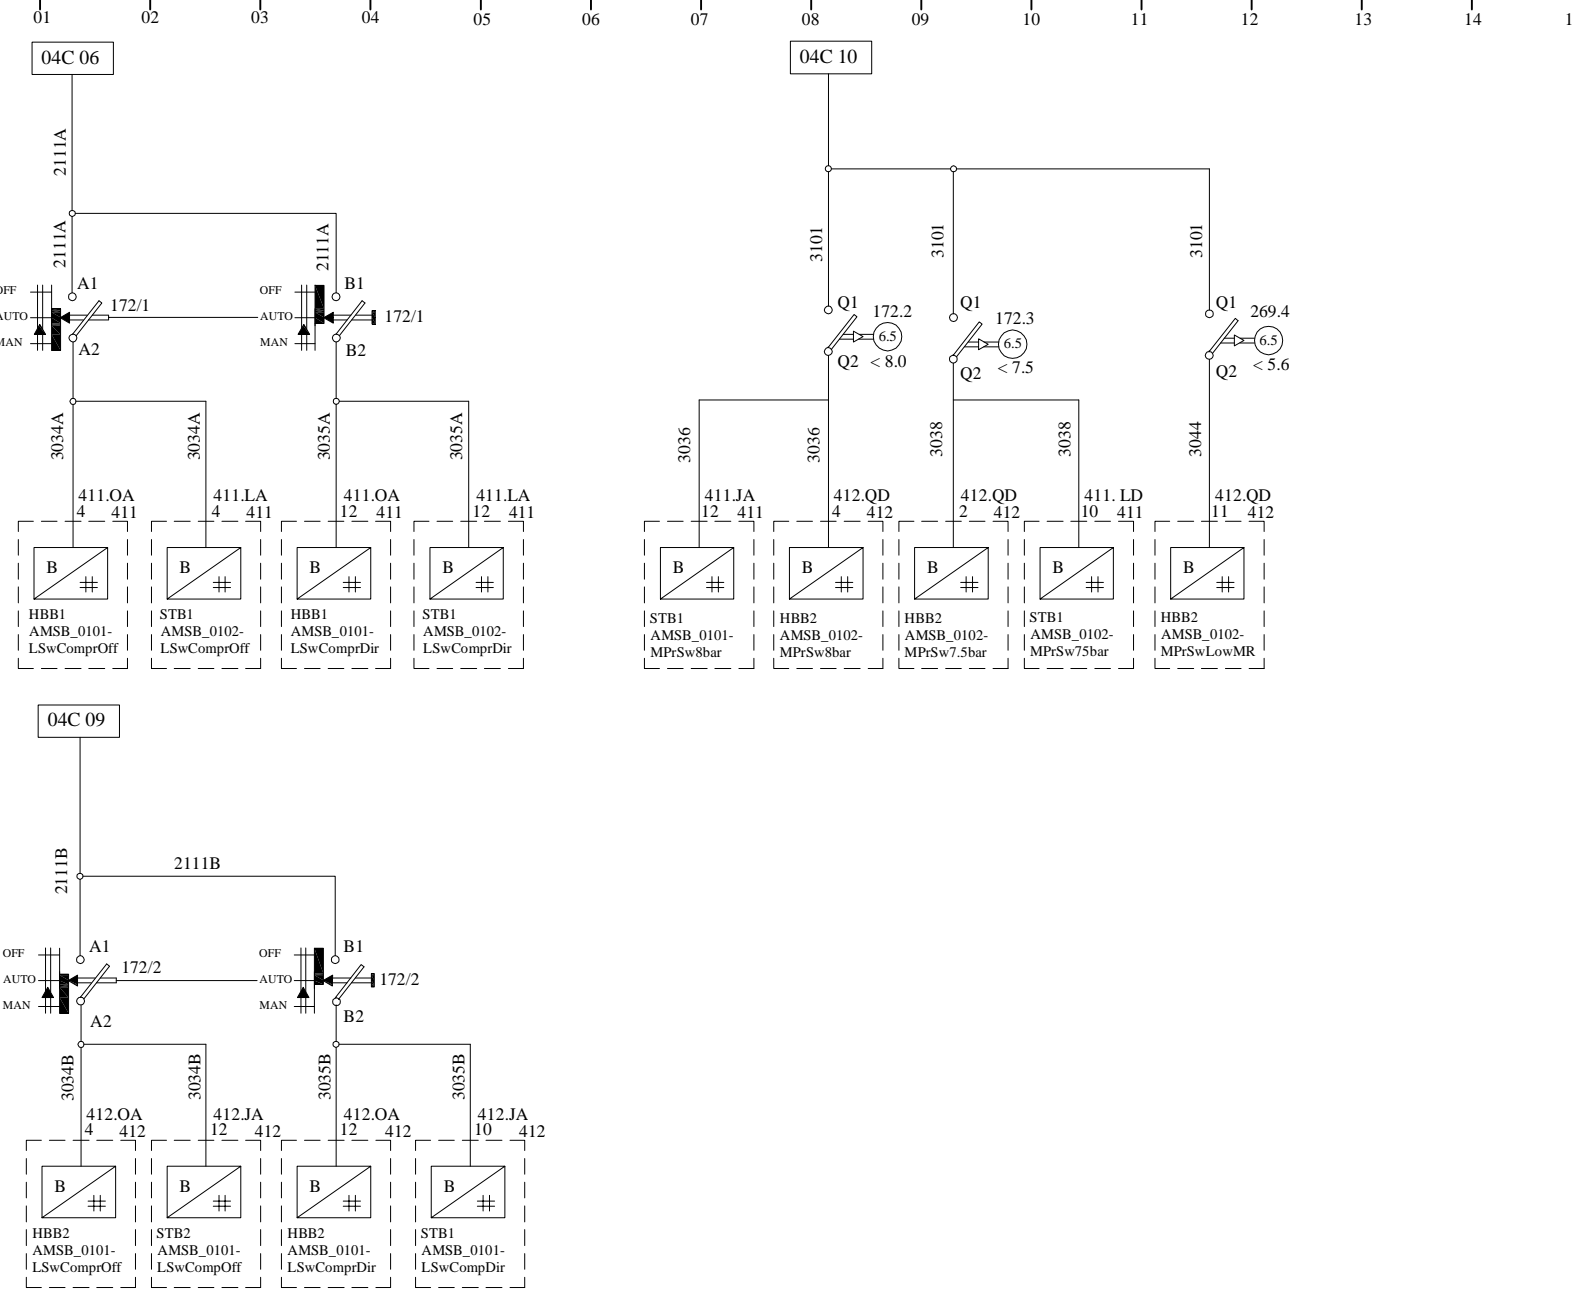 01 02 03 04 05 06 07 08 09 10 11 12 13 14 1
04C 06
2111A
2111A
2111A
OFF
AUTO
MAN
A1
172/1
A2
OFF
AUTO
MAN
B1
172/1
B2
3034A
3034A
3035A
3035A
411.OA
4 411
B
HBB1
AMSB_0101-
LSwComprOff
411.LA
4 411
B
STB1
AMSB_0102-
LSwComprOff
411.OA
12 411
B
HBB1
AMSB_0101-
LSwComprDir
411.LA
12 411
B
STB1
AMSB_0102-
LSwComprDir
04C 10
3101
3101
3101
Q1
172.2
6.5
Q2 < 8.0
Q1
172.3
6.5
Q2
< 7.5
Q1
269.4
6.5
Q2
< 5.6
3036
3036
3038
3038
3044
411.JA
12 411
B
STB1
AMSB_0101-
MPrSw8bar
412.QD
4 412
B
HBB2
AMSB_0102-
MPrSw8bar
412.QD
2 412
B
HBB2
AMSB_0102-
MPrSw7.5bar
411. LD
10 411
B
STB1
AMSB_0102-
MPrSw75bar
412.QD
11 412
B
HBB2
AMSB_0102-
MPrSwLowMR
04C 09
2111B
2111B
OFF
AUTO
MAN
A1
172/2
A2
OFF
AUTO
MAN
B1
172/2
B2
3034B
3034B
3035B
3035B
412.OA
4 412
B
HBB2
AMSB_0101-
LSwComprOff
412.JA
12 412
B
STB2
AMSB_0101-
LSwCompOff
412.OA
12 412
B
HBB2
AMSB_0101-
LSwComprDir
412.JA
10 412
B
STB1
AMSB_0101-
LSwCompDir